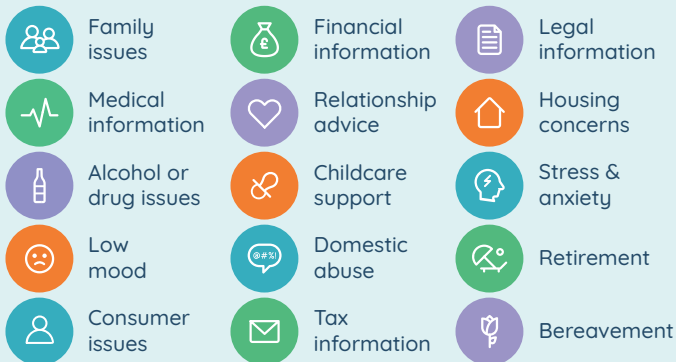 Family
issues
Financial
information
Legal
information
Medical
information
Relationship
advice
Housing
concerns
Alcohol or
drug issues
Childcare
support
Stress &
anxiety
Low
mood
@#%!
Domestic
abuse
Retirement
Consumer
issues
Tax
information
Bereavement
£